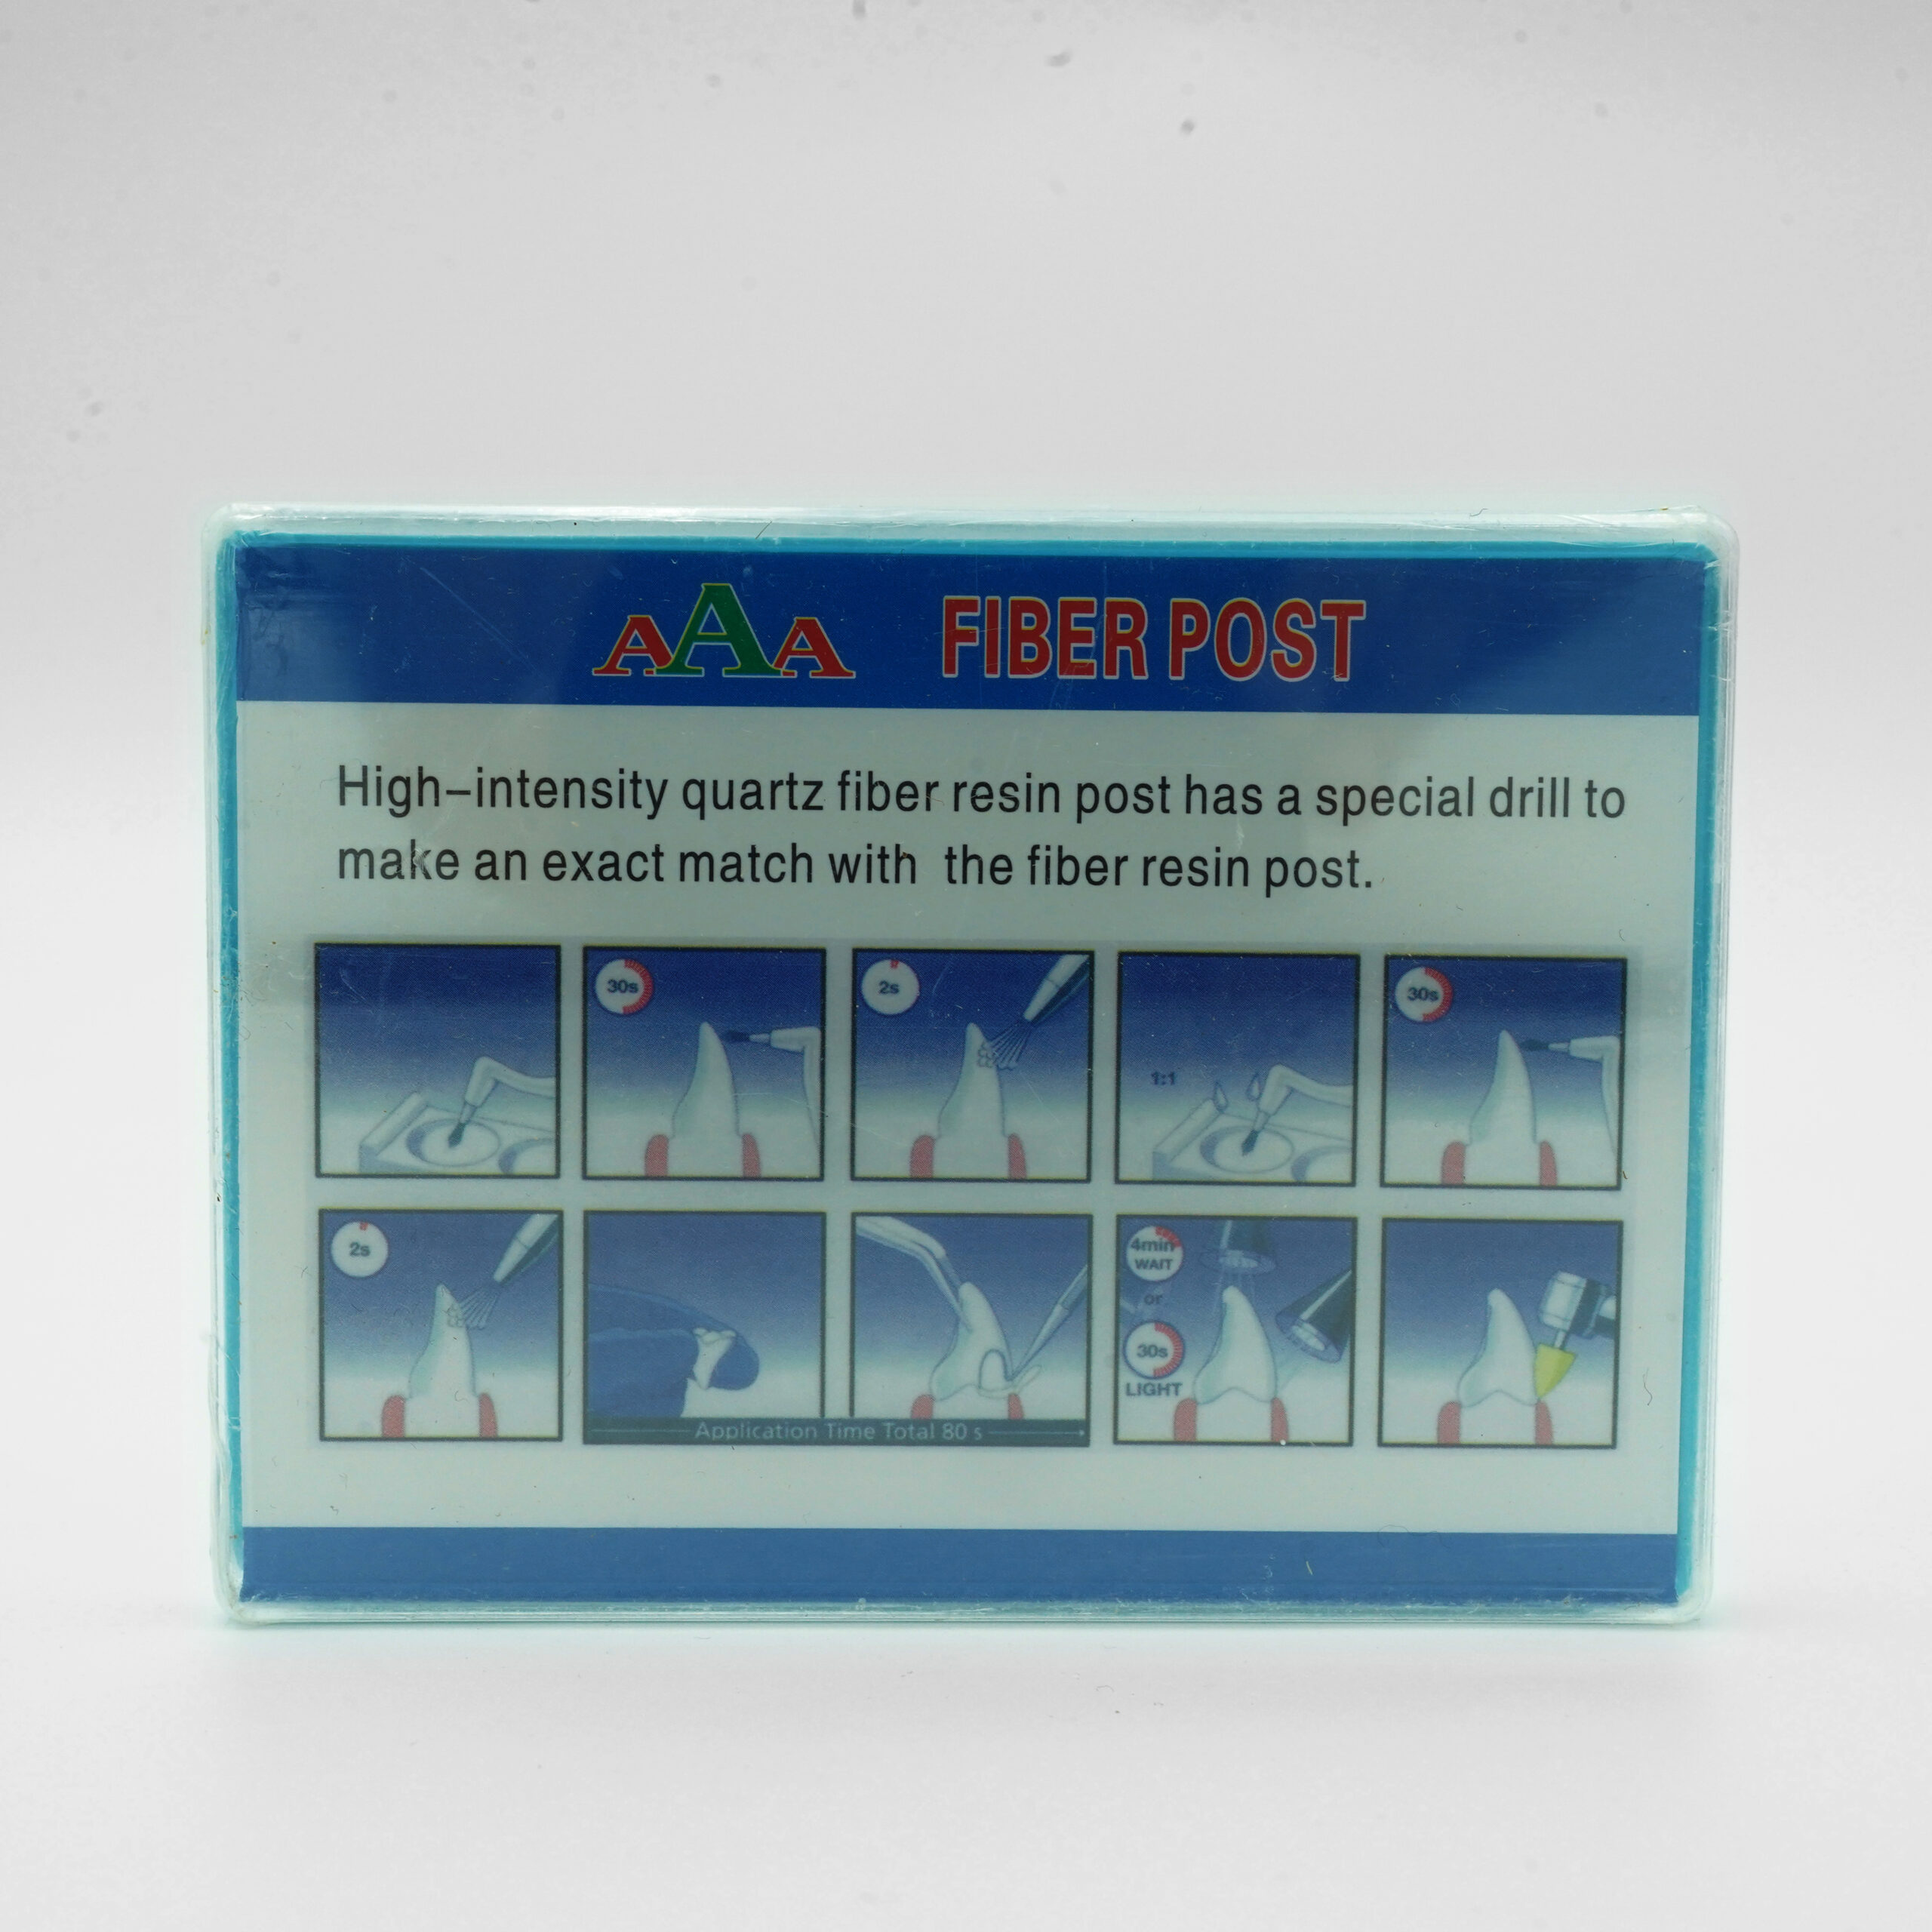 AAA FIBER POST
High-intensity quartz fiber resin post has a special drill to
make an exact match with the fiber resin post.
30s
2s
1:1
30s
2s
4min
WAIT
or
30s
LIGHT
Application Time Total 80 s